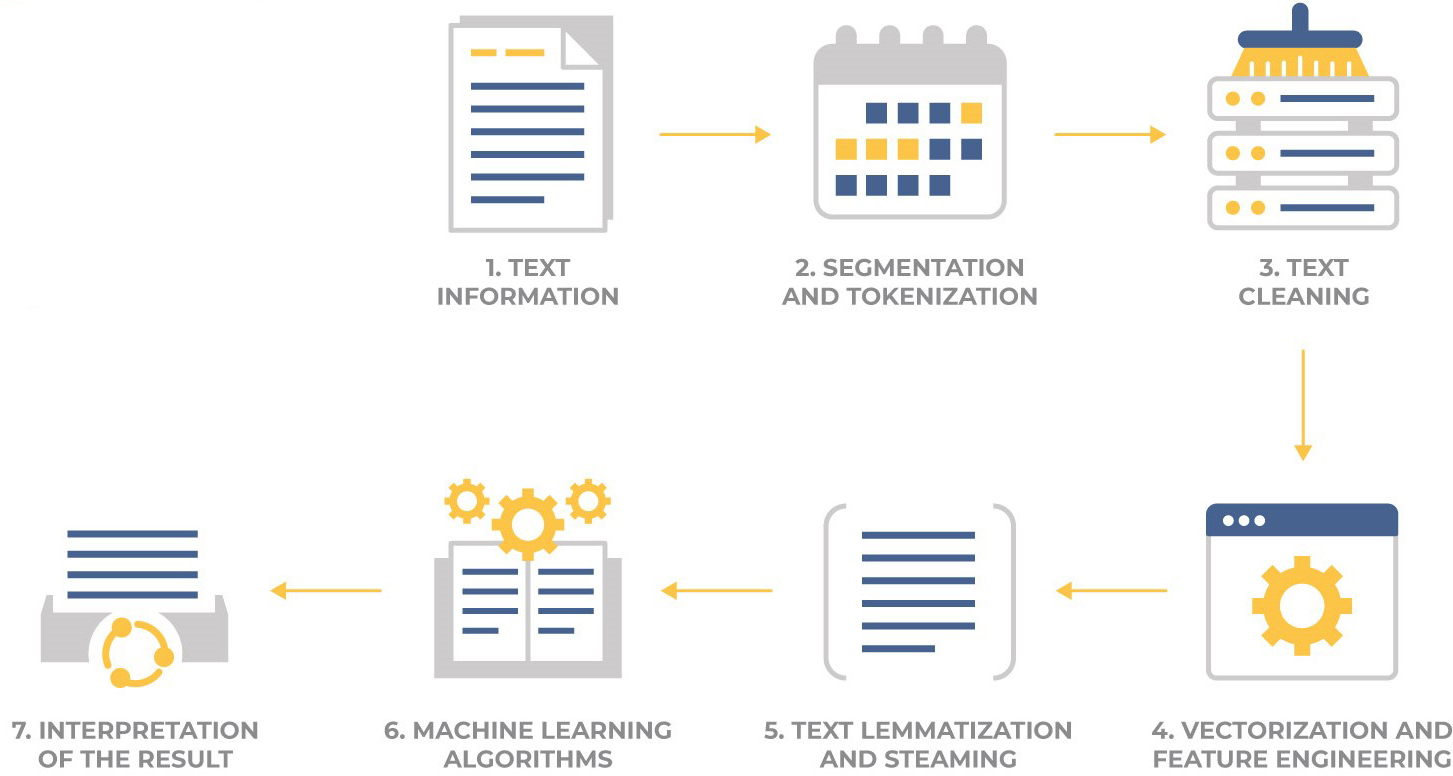 1. TEXT
INFORMATION
2. SEGMENTATION
AND TOKENIZATION
3. TEXT
CLEANING
4. VECTORIZATION AND
FEATURE ENGINEERING
5. TEXT LEMMATIZATION
AND STEAMING
6. MACHINE LEARNING
ALGORITHMS
7. INTERPRETATION
OF THE RESULT